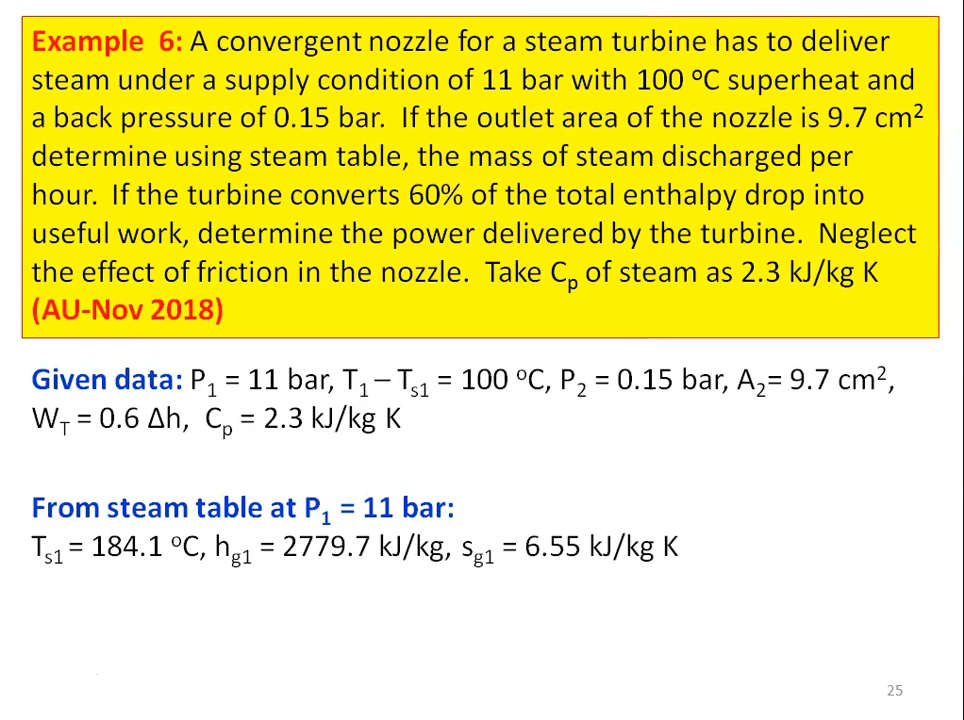 Example 6: A convergent nozzle for a steam turbine has to deliver
steam under a supply condition of 11 bar with 100 ºC superheat and
a back pressure of 0.15 bar. If the outlet area of the nozzle is 9.7 cm²
determine using steam table, the mass of steam discharged per
hour. If the turbine converts 60% of the total enthalpy drop into
useful work, determine the power delivered by the turbine. Neglect
the effect of friction in the nozzle. Take Cₚ of steam as 2.3 kJ/kg K
(AU-Nov 2018)
Given data: P₁ = 11 bar, T₁ – Tₛ₁ = 100 ºC, P₂ = 0.15 bar, A₂= 9.7 cm²,
W_T = 0.6 Δh, Cₚ = 2.3 kJ/kg K
From steam table at P₁ = 11 bar:
Tₛ₁ = 184.1 ºC, h_g1 = 2779.7 kJ/kg, s_g1 = 6.55 kJ/kg K
25